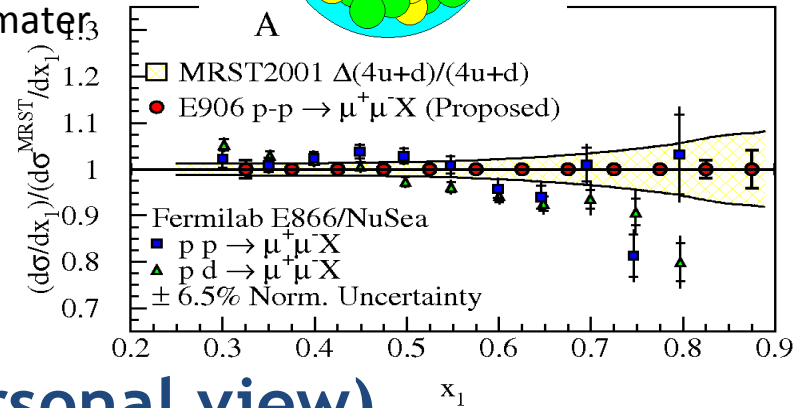 mater
A
MRST2001 Δ(4u+d)/(4u+d)
E906 p-p → μ⁺μ⁻X (Proposed)
Fermilab E866/NuSea
p p → μ⁺μ⁻X
p d → μ⁺μ⁻X
± 6.5% Norm. Uncertainty
(dσ/dx₁)/(dσᴹᴿˢᵀ/dx₁)
1.3
1.2
1.1
1
0.9
0.8
0.7
0.2 0.3 0.4 0.5 0.6 0.7 0.8 0.9
x₁
rsonal view)